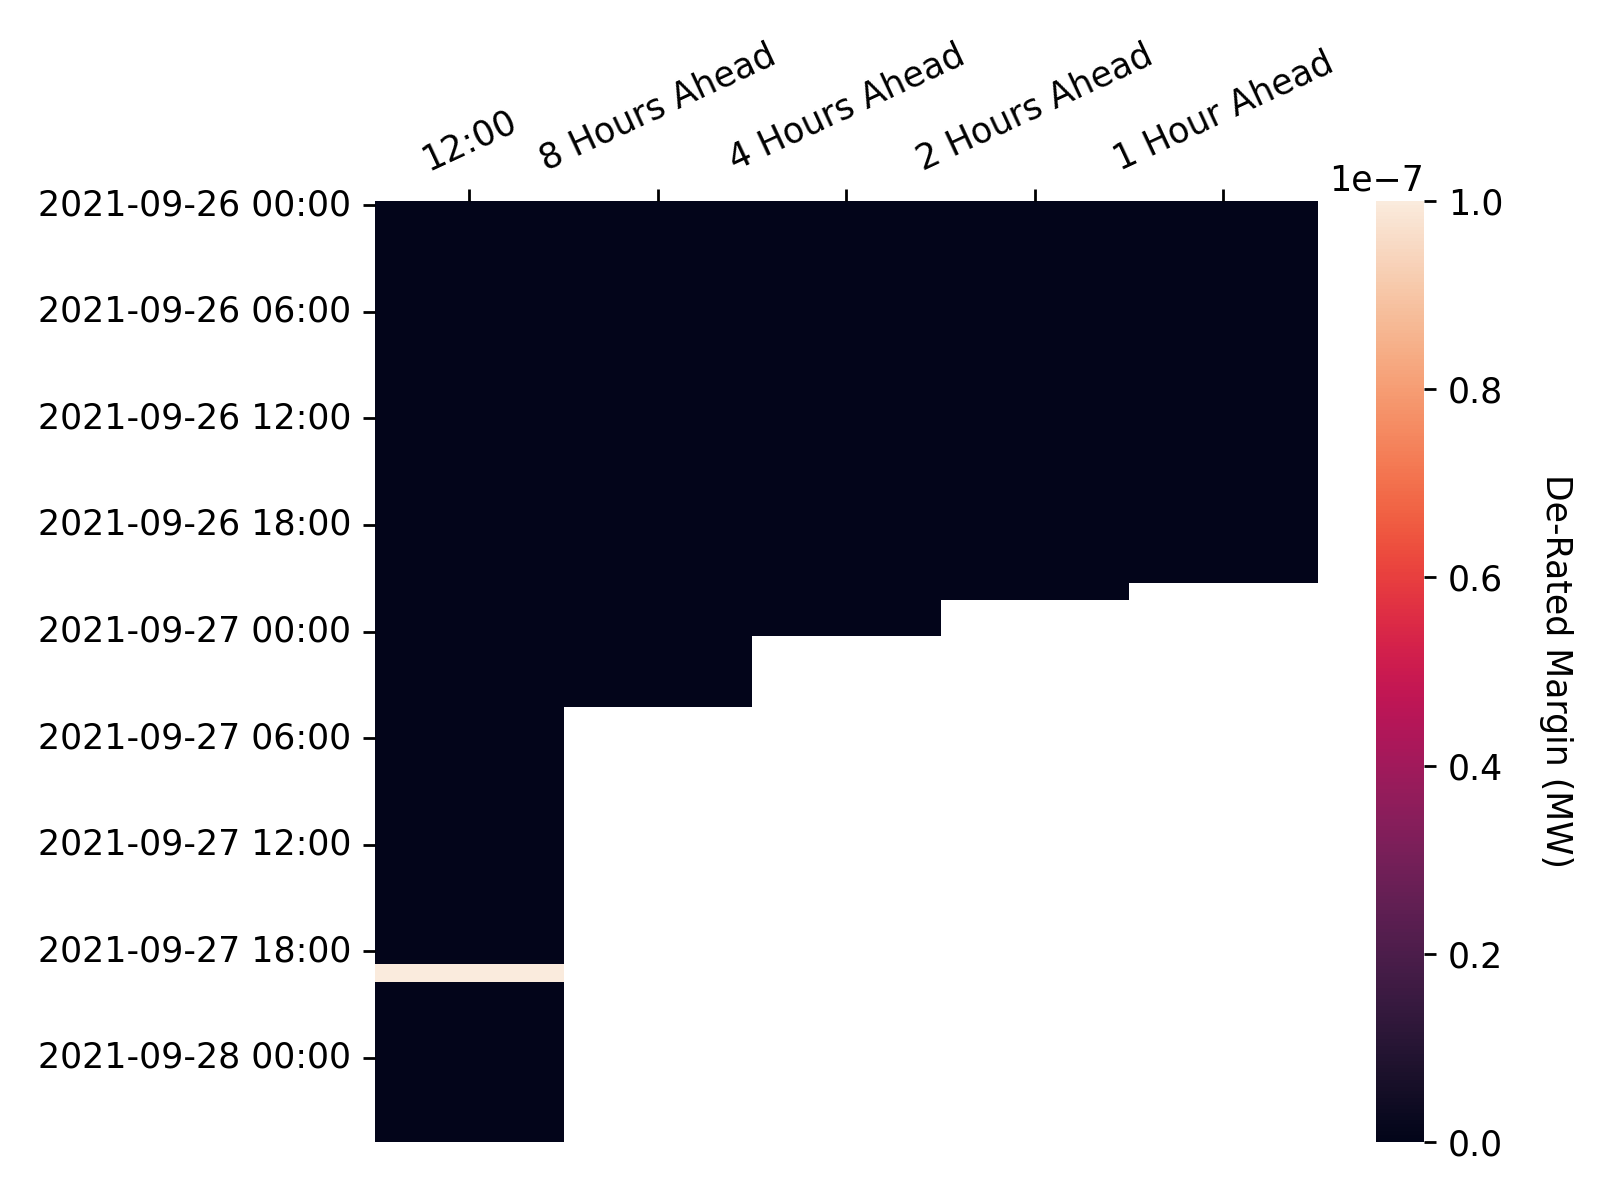 12:00
8 Hours Ahead
4 Hours Ahead
2 Hours Ahead
1 Hour Ahead
2021-09-26 00:00
2021-09-26 06:00
2021-09-26 12:00
2021-09-26 18:00
2021-09-27 00:00
2021-09-27 06:00
2021-09-27 12:00
2021-09-27 18:00
2021-09-28 00:00
1e−7
1.0
0.8
0.6
0.4
0.2
0.0
De-Rated Margin (MW)